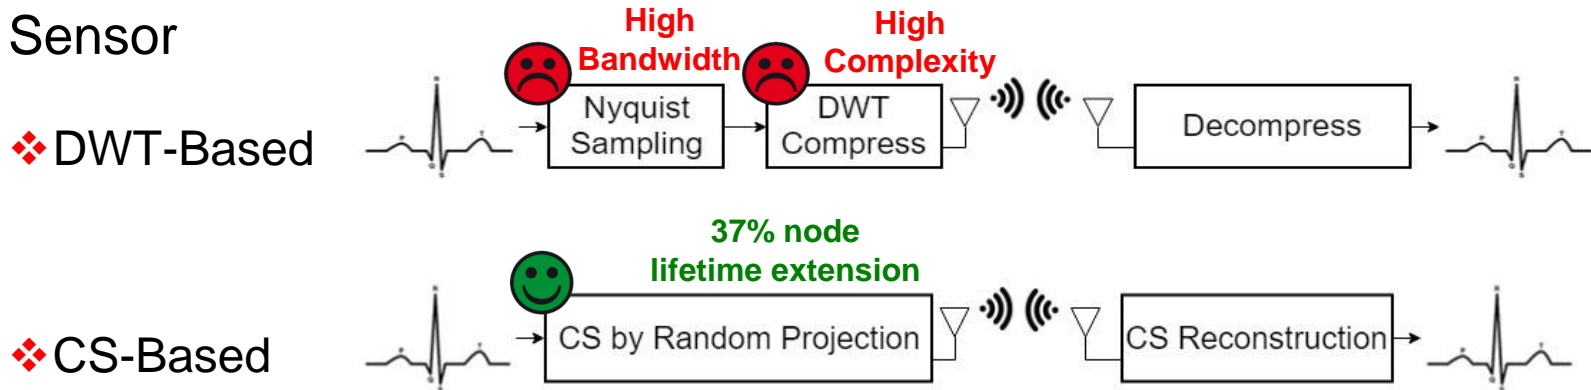 Sensor
High
Bandwidth
High
Complexity
DWT-Based
P
R
Q
S
T
Nyquist
Sampling
DWT
Compress
Decompress
P
R
Q
S
T
37% node
lifetime extension
CS-Based
P
R
Q
S
T
CS by Random Projection
CS Reconstruction
P
R
Q
S
T